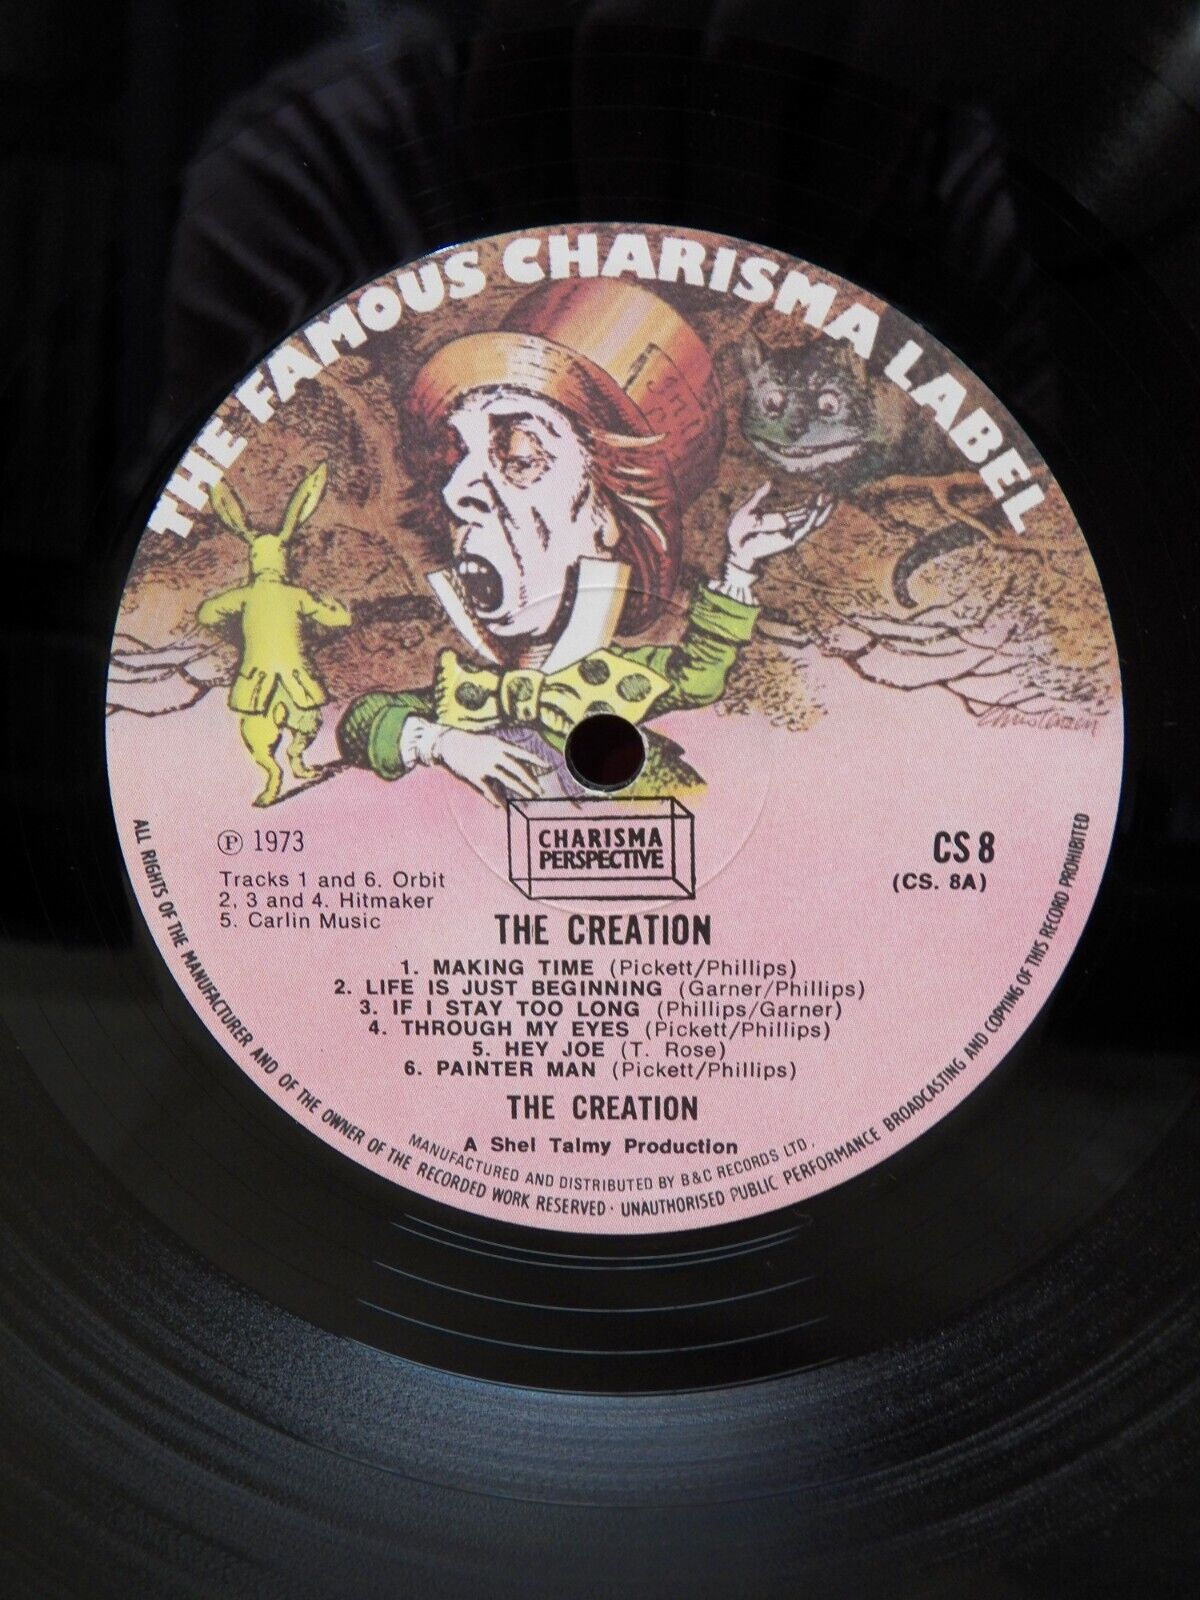 THE FAMOUS CHARISMA LABEL
℗ 1973
Tracks 1 and 6. Orbit
2, 3 and 4. Hitmaker
5. Carlin Music
CHARISMA
PERSPECTIVE
CS 8
(CS. 8A)
THE CREATION
1. MAKING TIME (Pickett/Phillips)
2. LIFE IS JUST BEGINNING (Garner/Phillips)
3. IF I STAY TOO LONG (Phillips/Garner)
4. THROUGH MY EYES (Pickett/Phillips)
5. HEY JOE (T. Rose)
6. PAINTER MAN (Pickett/Phillips)
THE CREATION
A Shel Talmy Production
MANUFACTURED AND DISTRIBUTED BY B&C RECORDS LTD.
ALL RIGHTS OF THE MANUFACTURER AND OF THE OWNER OF THE RECORDED WORK RESERVED · UNAUTHORISED PUBLIC PERFORMANCE BROADCASTING AND COPYING OF THIS RECORD PROHIBITED